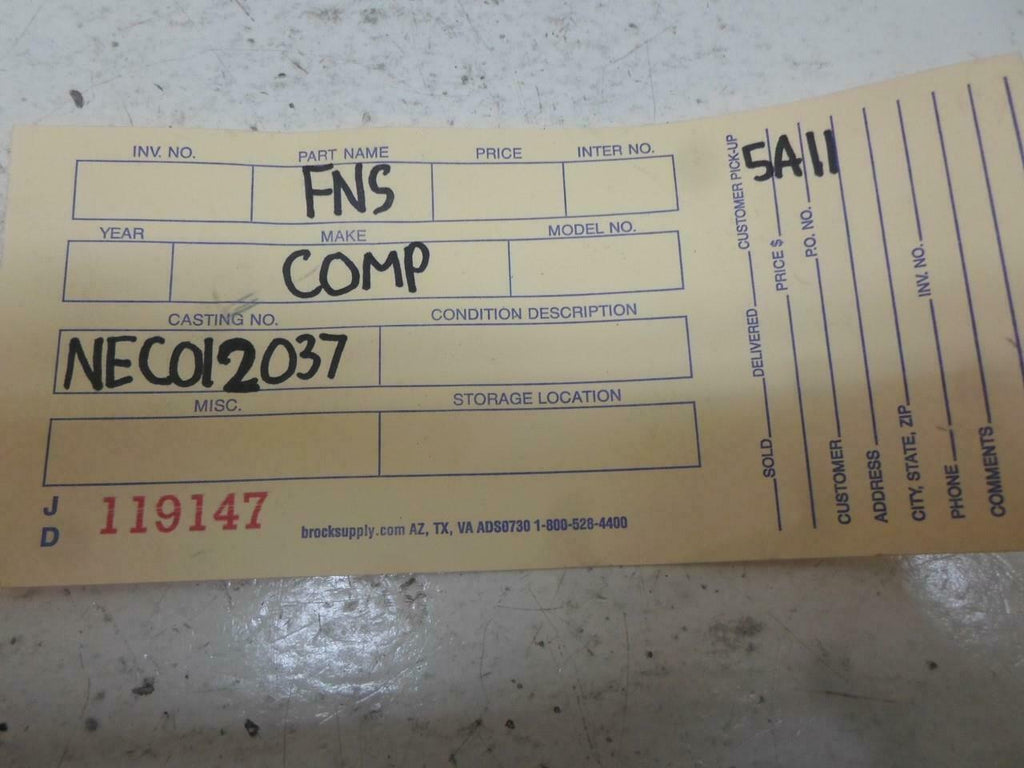 INV. NO. PART NAME PRICE INTER NO.
FNS
YEAR MAKE MODEL NO.
COMP
CASTING NO. CONDITION DESCRIPTION
NEC012037
MISC. STORAGE LOCATION
J D 119147
brocksupply.com AZ, TX, VA ADS0730 1-800-528-4400
5A11
SOLD DELIVERED CUSTOMER PICK-UP
PRICE $
P.O. NO.
CUSTOMER
ADDRESS
CITY, STATE, ZIP INV. NO.
PHONE
COMMENTS